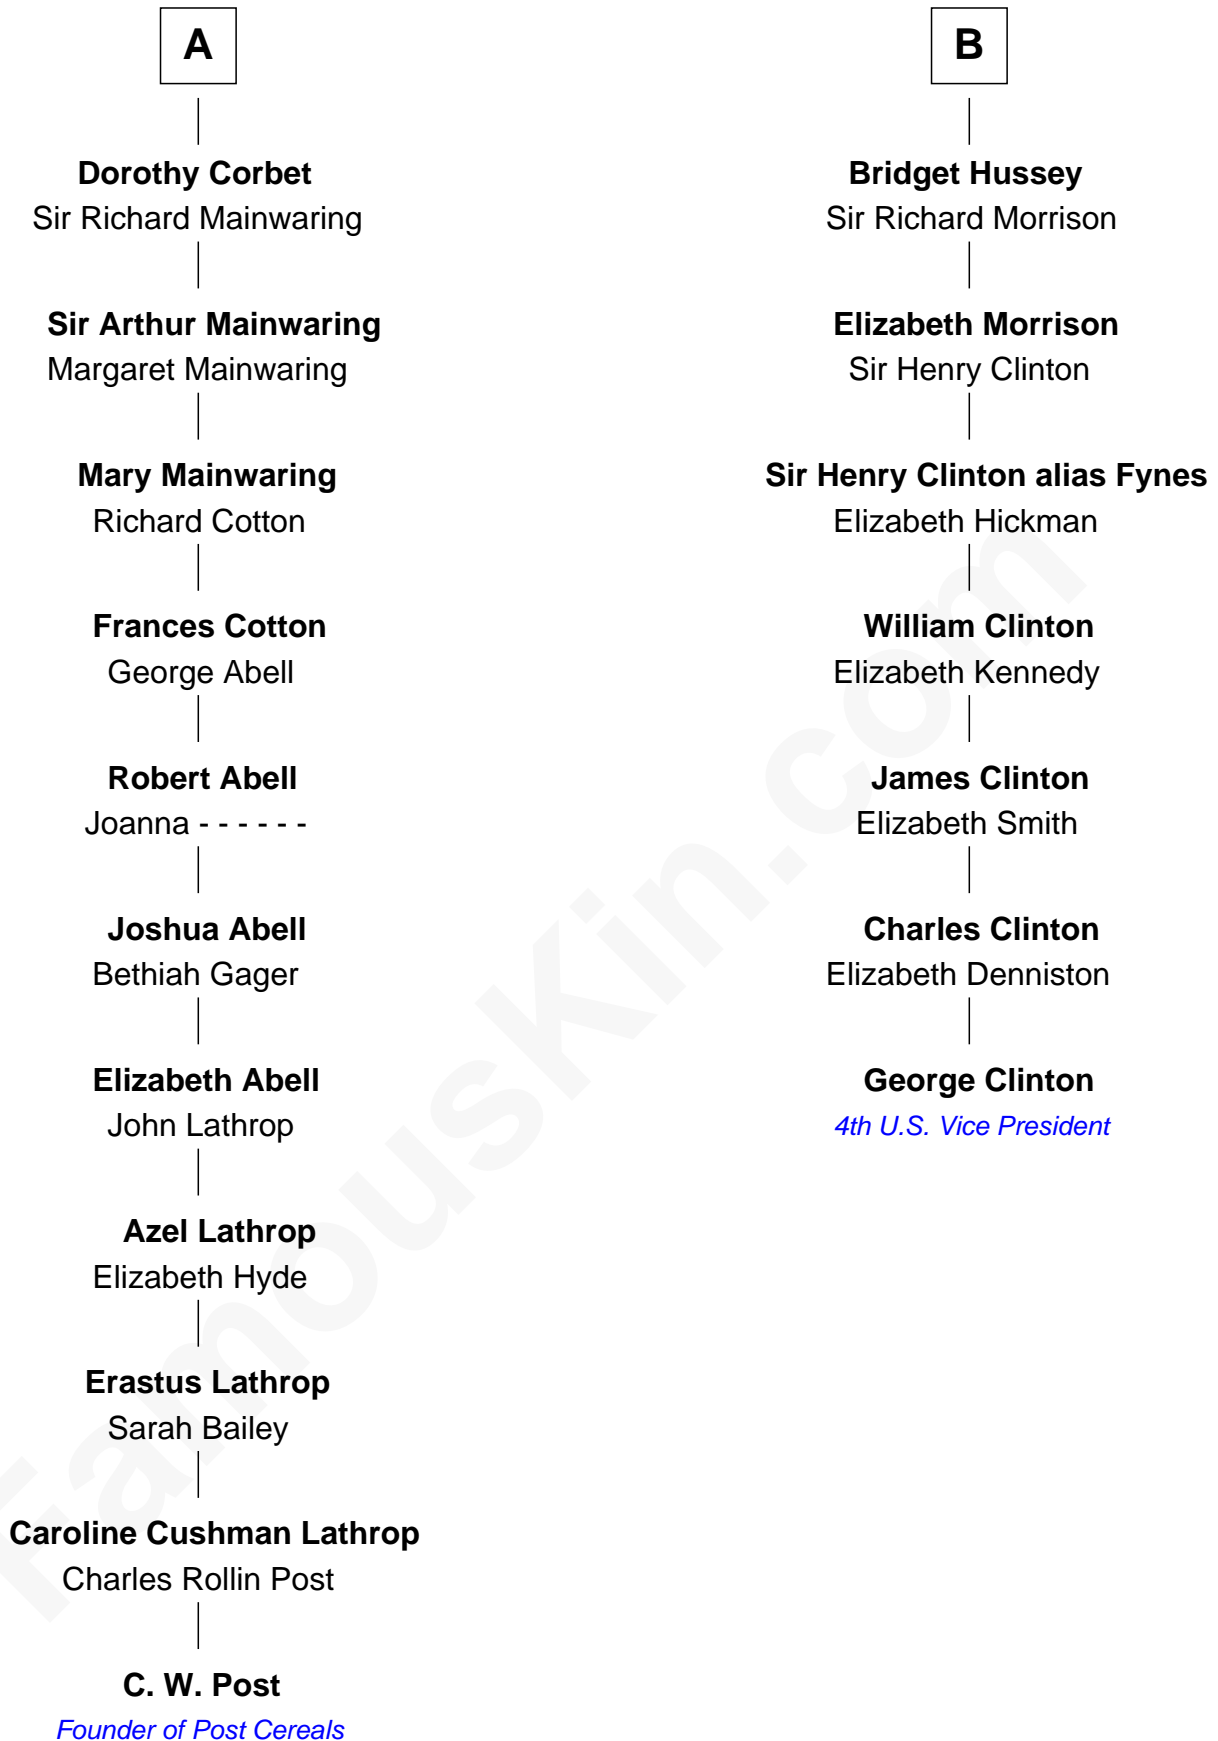 A
Dorothy Corbet
Sir Richard Mainwaring
Sir Arthur Mainwaring
Margaret Mainwaring
Mary Mainwaring
Richard Cotton
Frances Cotton
George Abell
Robert Abell
Joanna - - - - - -
Joshua Abell
Bethiah Gager
Elizabeth Abell
John Lathrop
Azel Lathrop
Elizabeth Hyde
Erastus Lathrop
Sarah Bailey
Caroline Cushman Lathrop
Charles Rollin Post
C. W. Post
Founder of Post Cereals
B
Bridget Hussey
Sir Richard Morrison
Elizabeth Morrison
Sir Henry Clinton
Sir Henry Clinton alias Fynes
Elizabeth Hickman
William Clinton
Elizabeth Kennedy
James Clinton
Elizabeth Smith
Charles Clinton
Elizabeth Denniston
George Clinton
4th U.S. Vice President
FamousKin.com